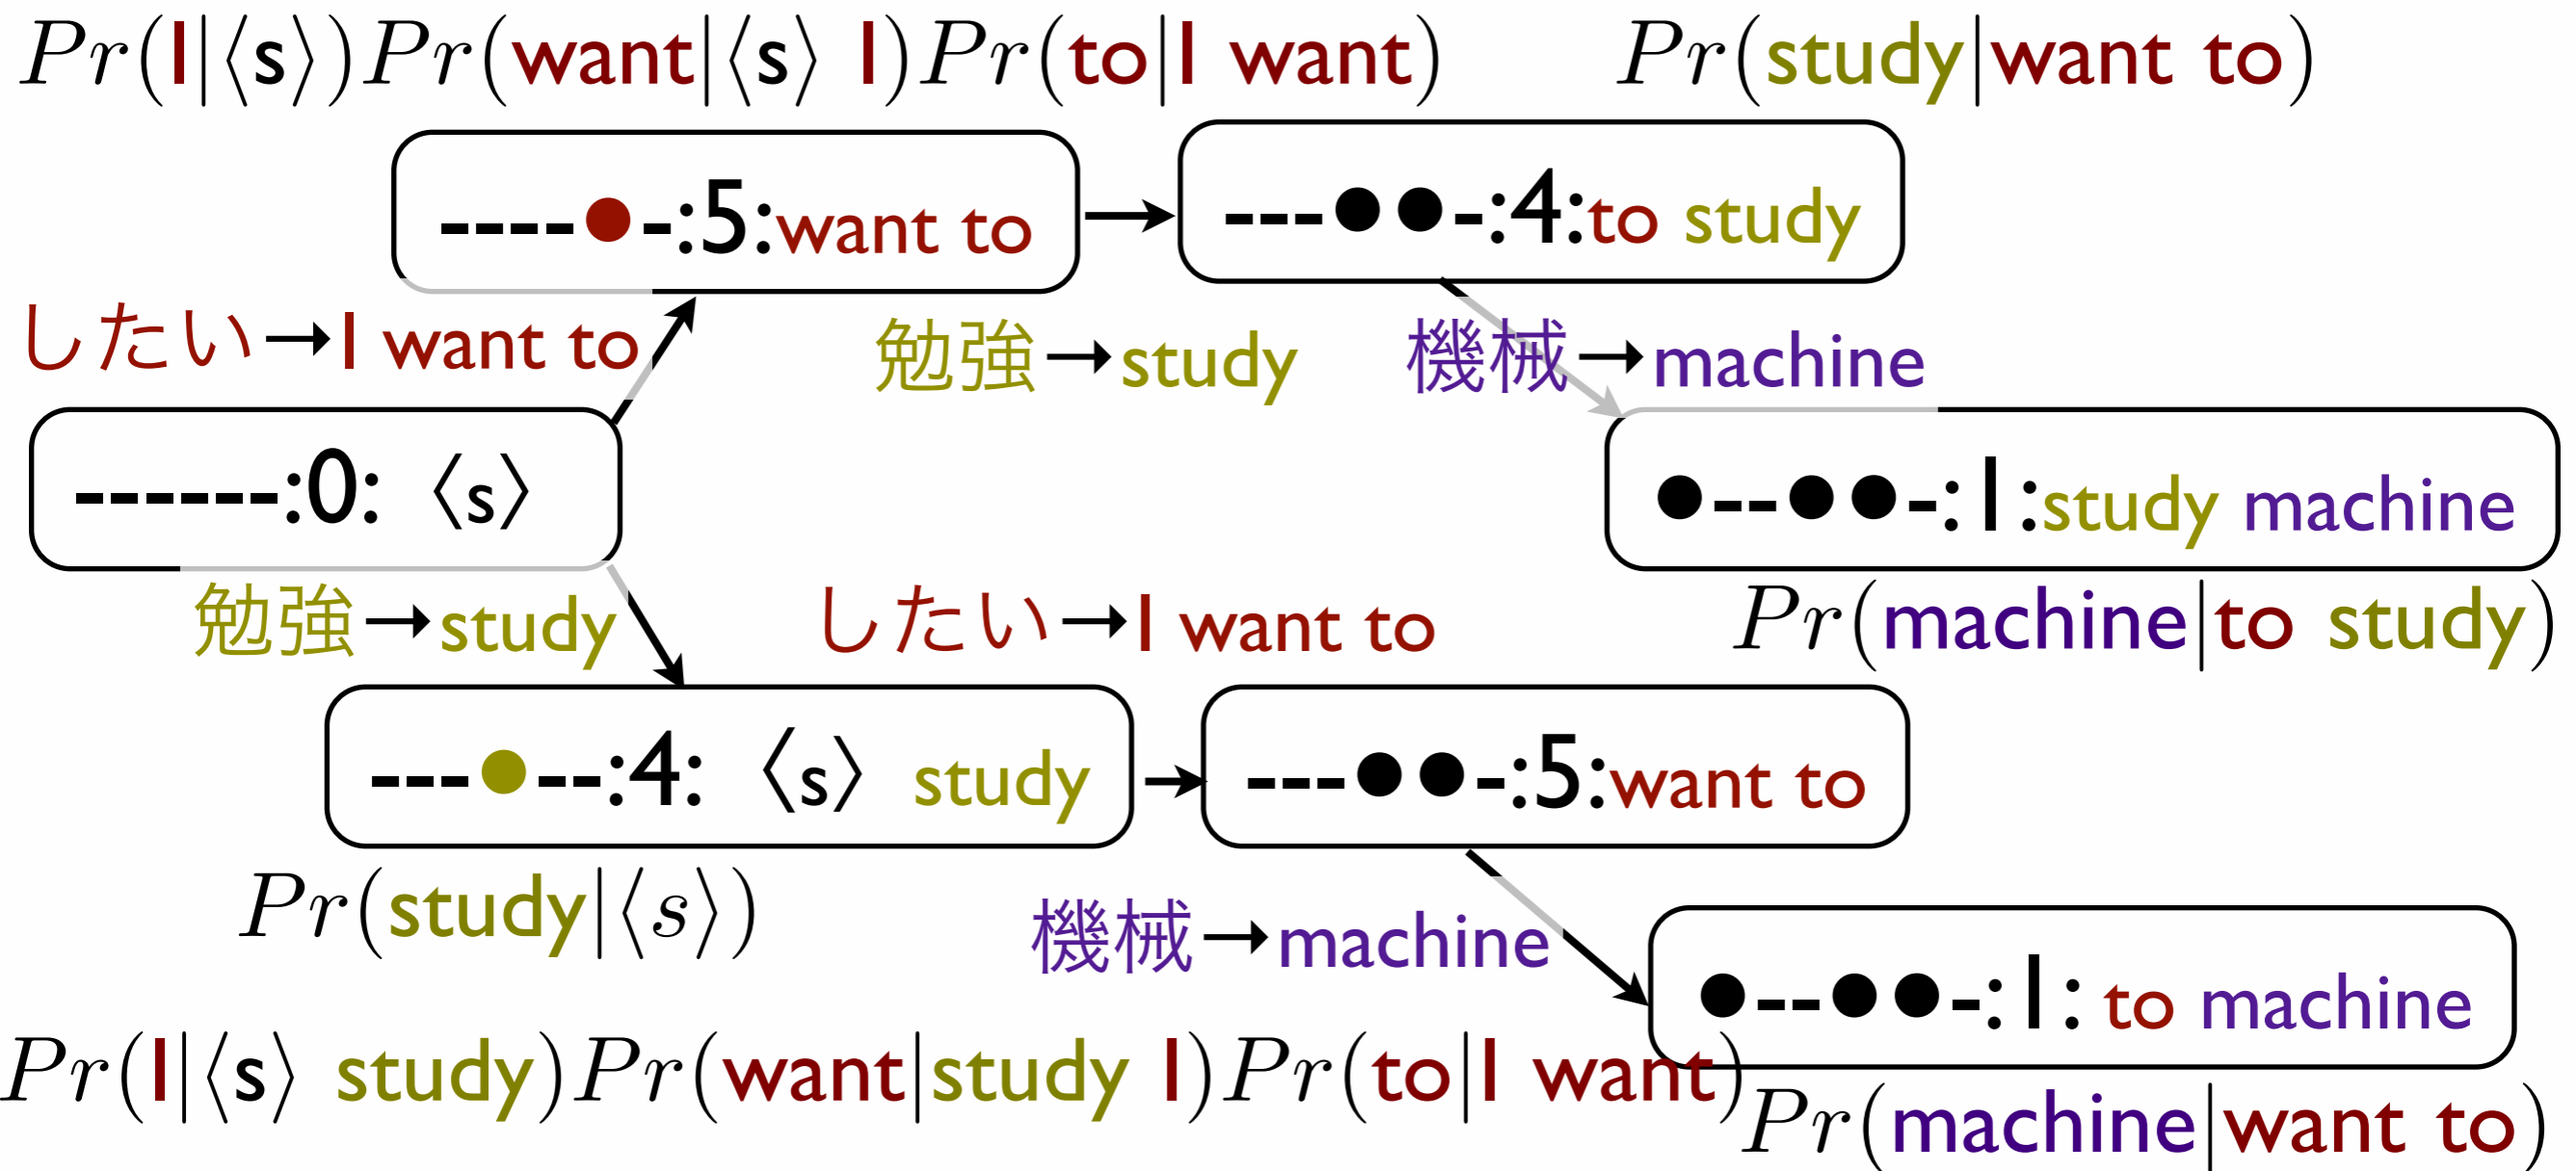 Pr(I|⟨s⟩)Pr(want|⟨s⟩ I)Pr(to|I want) Pr(study|want to)
----●-:5:want to → ---●●-:4:to study
したい→I want to 勉強→study 機械→machine
------:0: ⟨s⟩ ●--●●-:1:study machine
勉強→study したい→I want to Pr(machine|to study)
---●--:4: ⟨s⟩ study → ---●●-:5:want to
Pr(study|⟨s⟩) 機械→machine
●--●●-:1: to machine
Pr(I|⟨s⟩ study)Pr(want|study I)Pr(to|I want)
Pr(machine|want to)